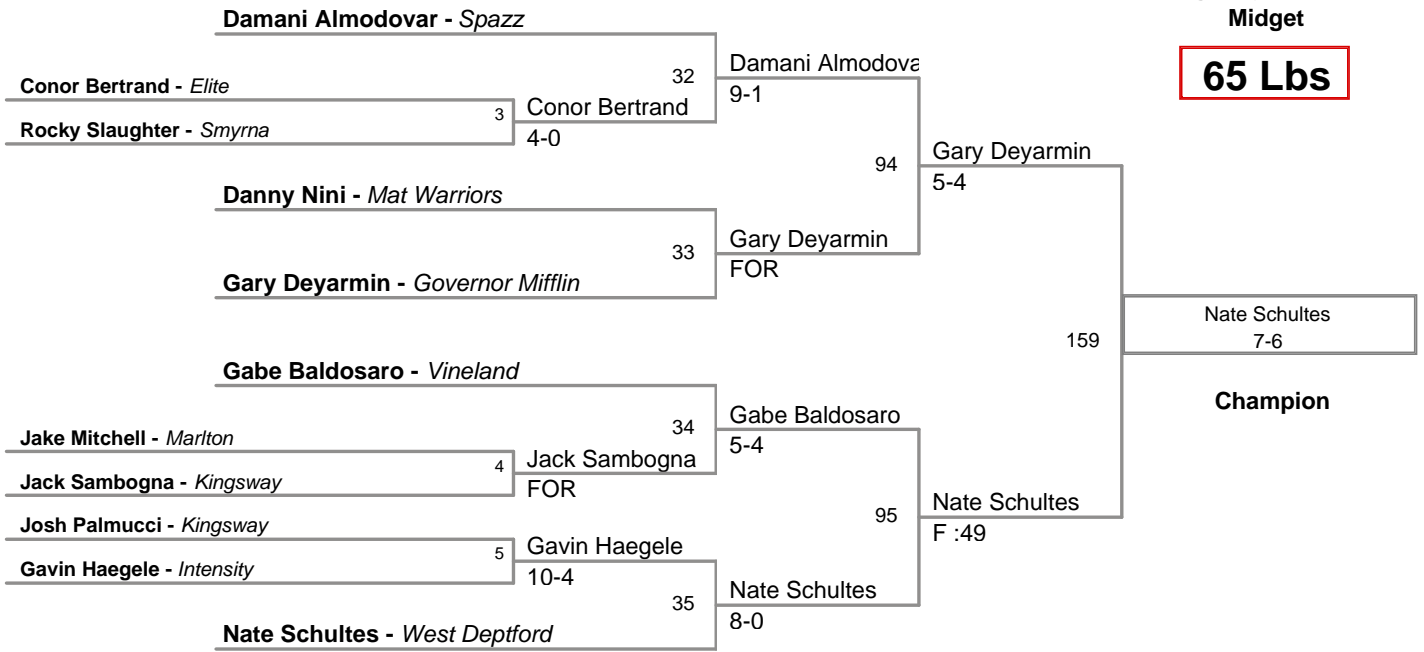 Midget
65 Lbs
Damani Almodovar - Spazz
Conor Bertrand - Elite
3
Rocky Slaughter - Smyrna
Conor Bertrand
4-0
32
Damani Almodova
9-1
Danny Nini - Mat Warriors
33
Gary Deyarmin - Governor Mifflin
Gary Deyarmin
FOR
94
Gary Deyarmin
5-4
Gabe Baldosaro - Vineland
Jake Mitchell - Marlton
4
Jack Sambogna - Kingsway
Jack Sambogna
FOR
34
Gabe Baldosaro
5-4
Josh Palmucci - Kingsway
5
Gavin Haegele - Intensity
Gavin Haegele
10-4
35
Nate Schultes - West Deptford
Nate Schultes
8-0
95
Nate Schultes
F :49
159
Nate Schultes
7-6
Champion